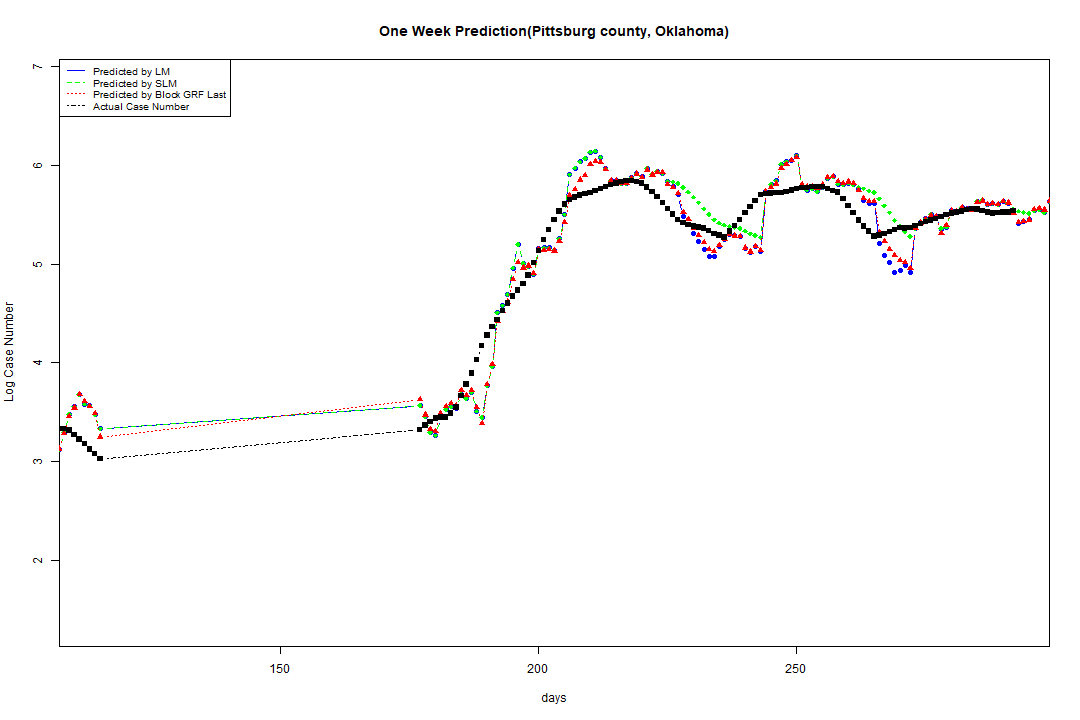 One Week Prediction(Pittsburg county, Oklahoma)
Predicted by LM
Predicted by SLM
Predicted by Block GRF Last
Actual Case Number
7
6
5
4
3
2
Log Case Number
150 200 250
days